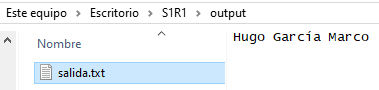 Este equipo > Escritorio > S1R1 > output
Nombre
salida.txt
Hugo García Marco